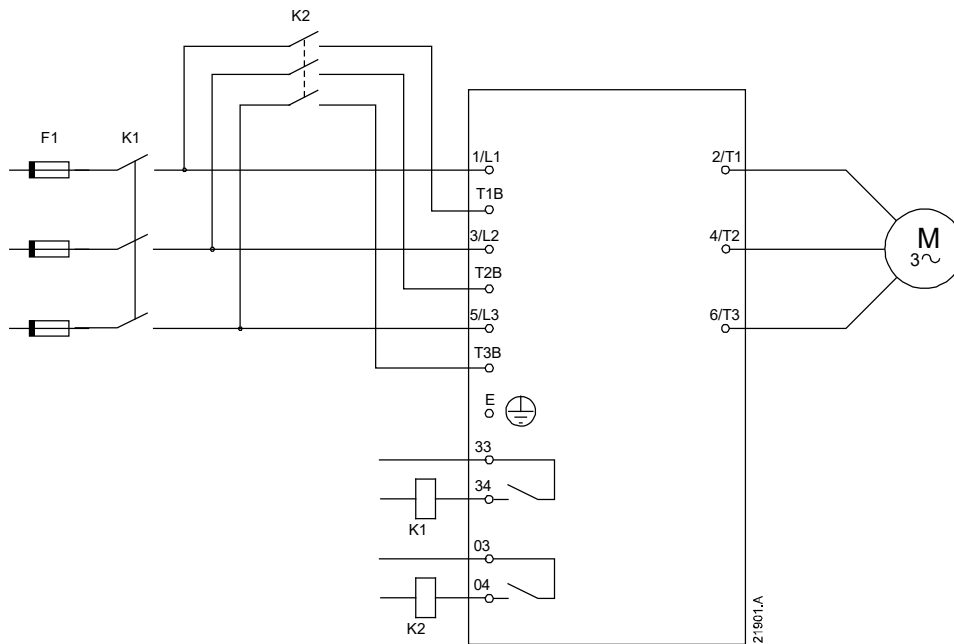 K2
F1
K1
1/L1
2/T1
T1B
3/L2
4/T2
M
3~
T2B
5/L3
6/T3
T3B
E
33
34
K1
03
04
K2
21901.A